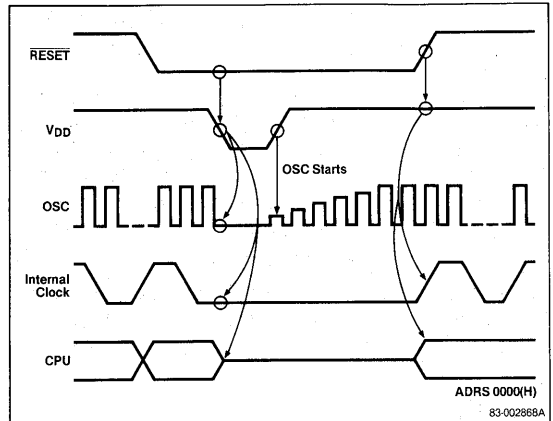 RESET
VDD
OSC Starts
OSC
Internal
Clock
CPU
ADRS 0000(H)
83-002868A